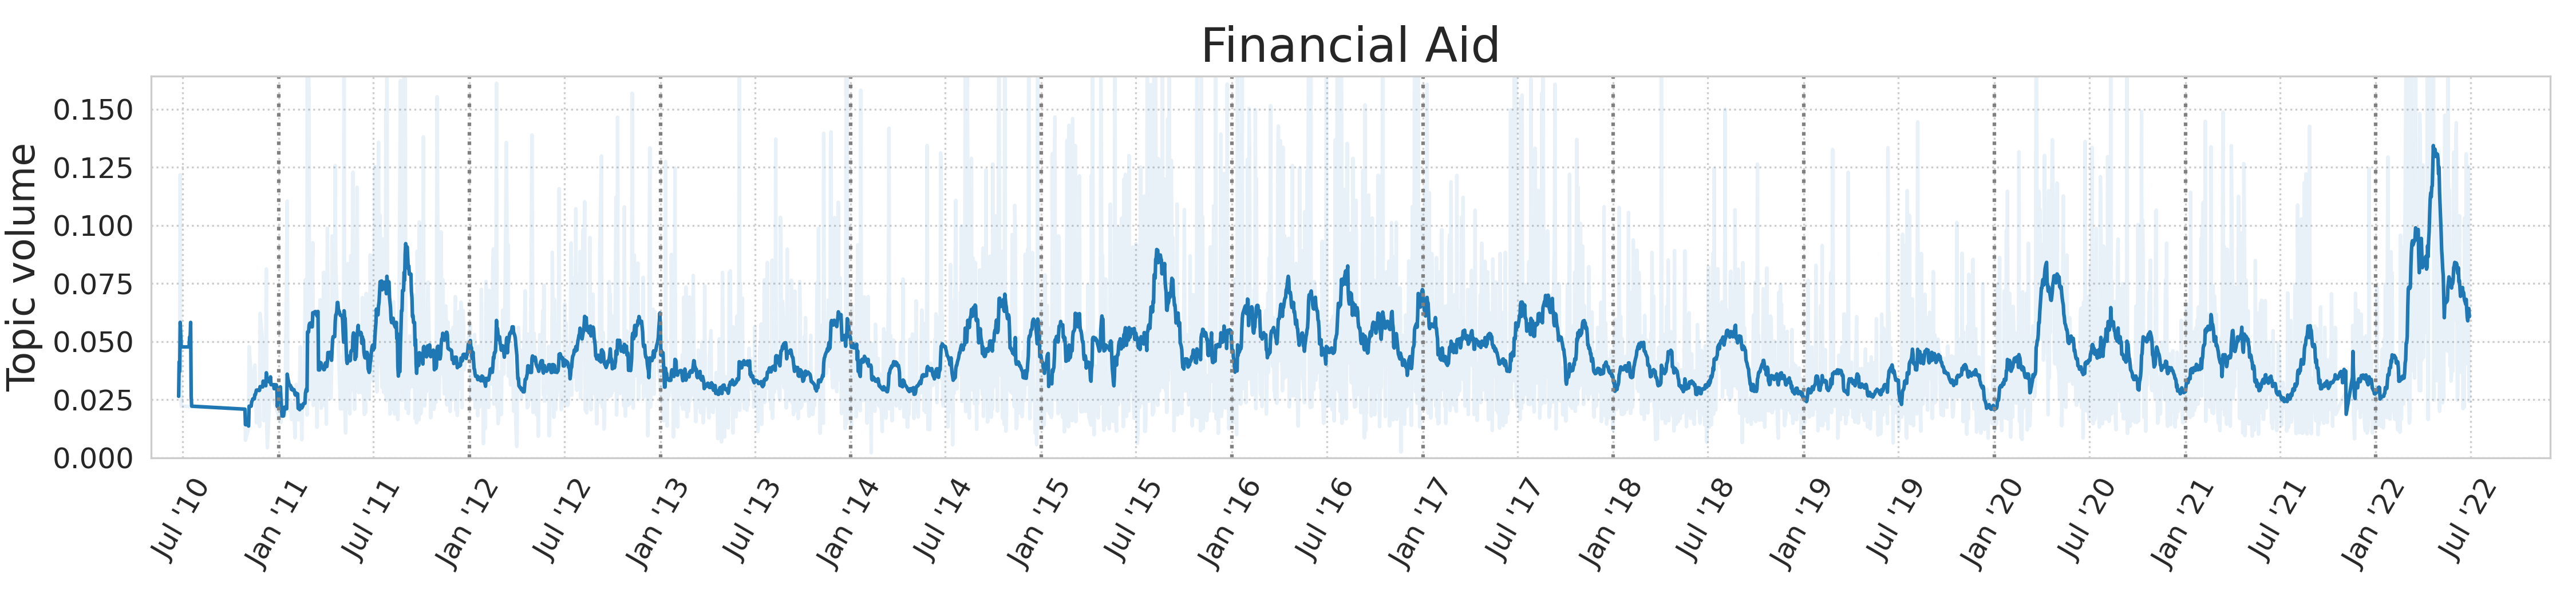 Financial Aid
Topic volume
0.150
0.125
0.100
0.075
0.050
0.025
0.000
Jul '10
Jan '11
Jul '11
Jan '12
Jul '12
Jan '13
Jul '13
Jan '14
Jul '14
Jan '15
Jul '15
Jan '16
Jul '16
Jan '17
Jul '17
Jan '18
Jul '18
Jan '19
Jul '19
Jan '20
Jul '20
Jan '21
Jul '21
Jan '22
Jul '22